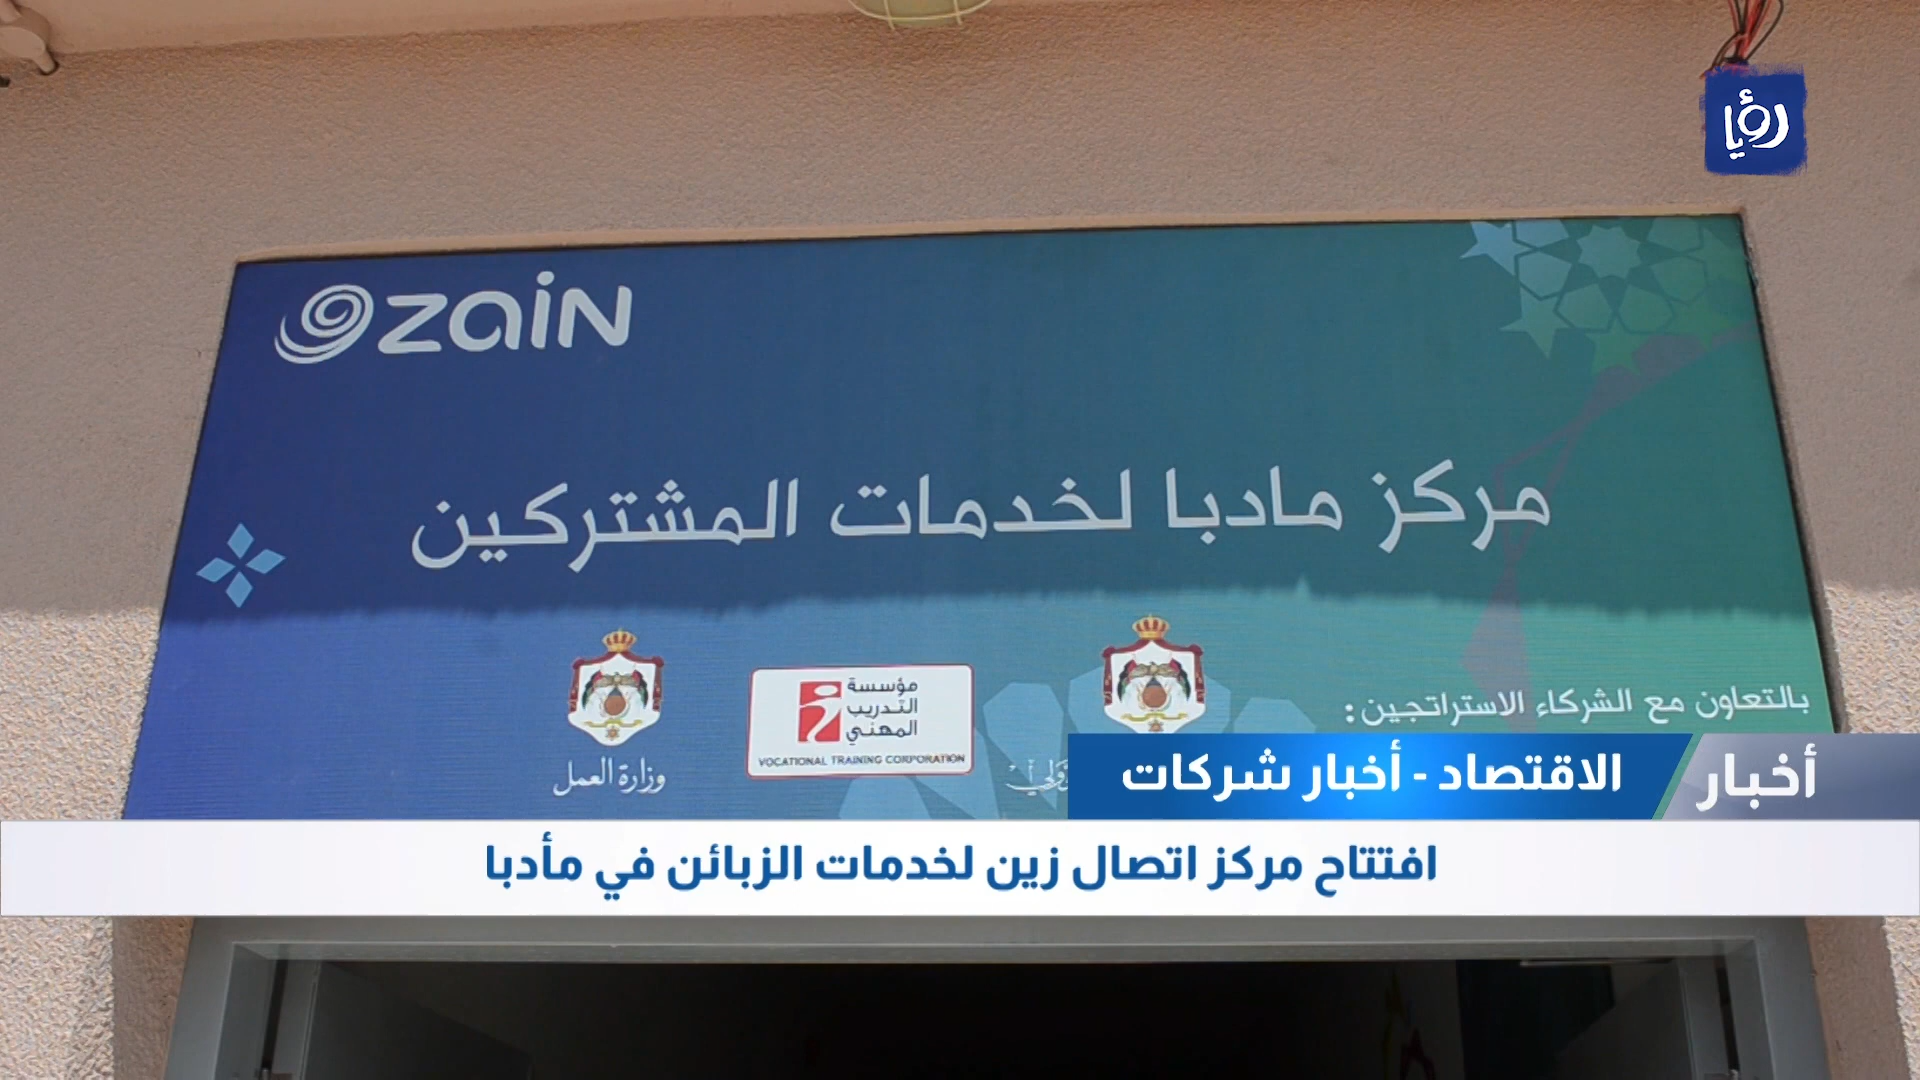 رؤيا
zain
مركز مادبا لخدمات المشتركين
بالتعاون مع الشركاء الاستراتجين:
مؤسسة
التدريب
المهني
VOCATIONAL TRAINING CORPORATION
وزارة العمل
أخبار
الاقتصاد - أخبار شركات
افتتاح مركز اتصال زين لخدمات الزبائن في مأدبا